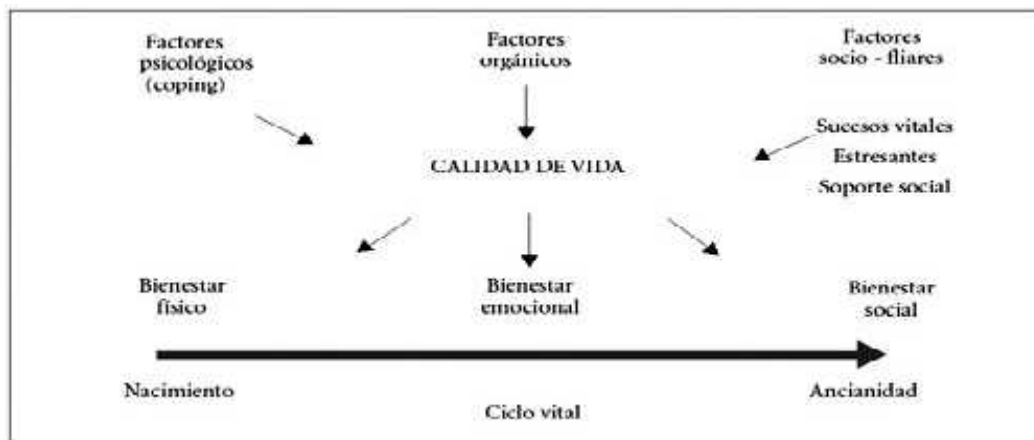 Factores
psicológicos
(coping)
Factores
orgánicos
Factores
socio - fliares
Sucesos vitales
Estresantes
Soporte social
CALIDAD DE VIDA
Bienestar
físico
Bienestar
emocional
Bienestar
social
Nacimiento
Ciclo vital
Ancianidad